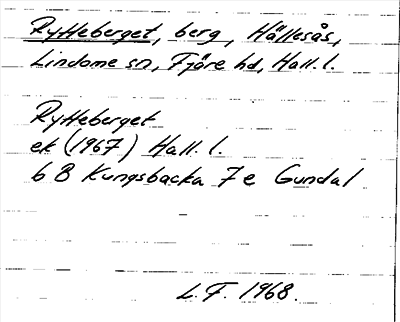 Rytteberget, berg, Hällesås,
Lindome sn, Fjäre hd, Hall. l.
Rytteberget
ek (1967) Hall. l.
6 B Kungsbacka 7 e Gundal
L.F. 1968.